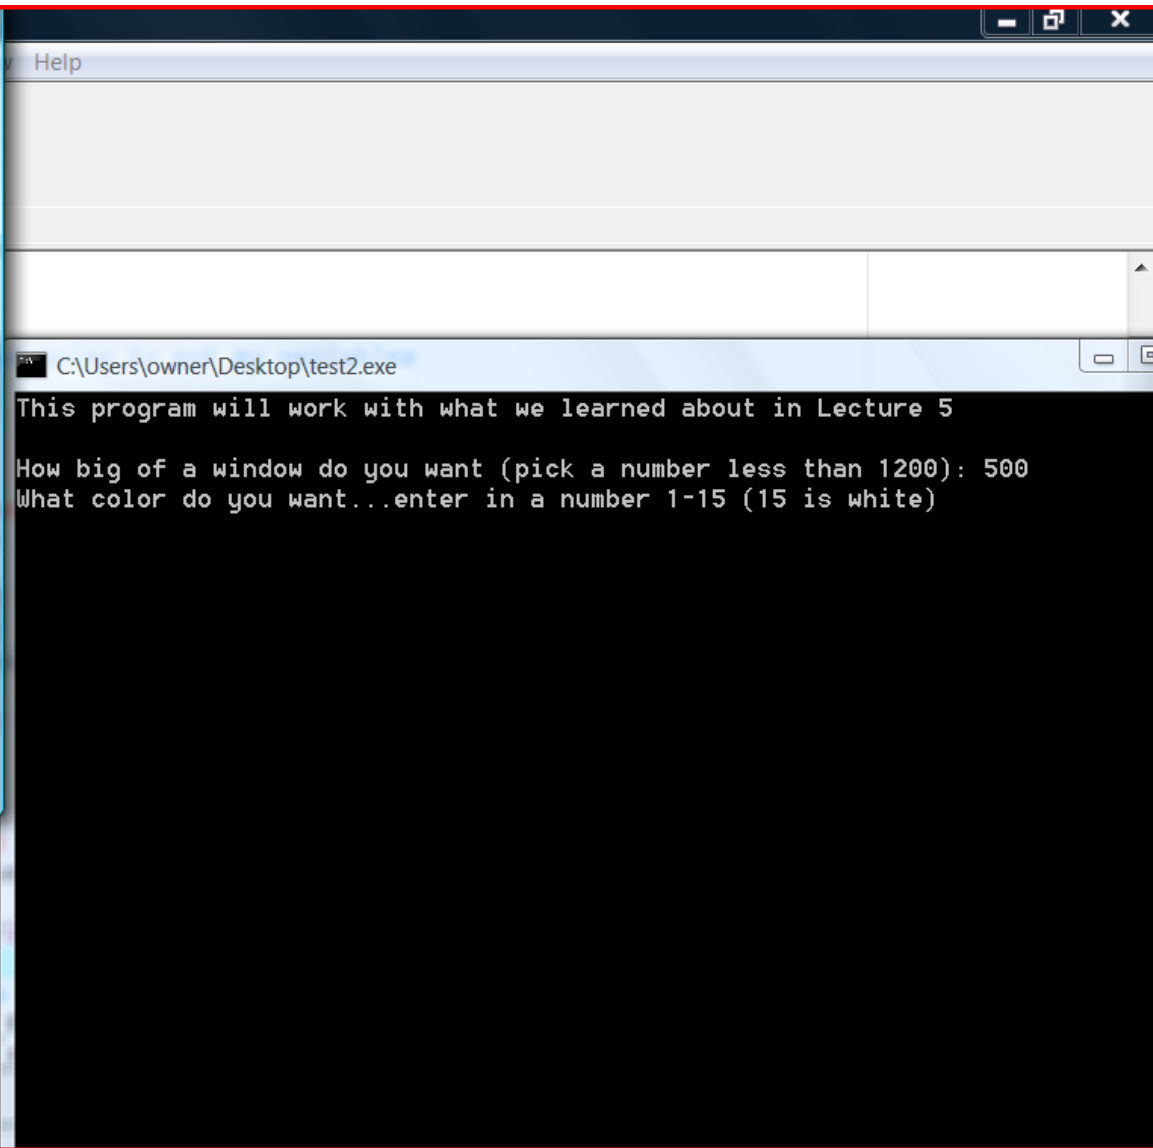 Help
C:\Users\owner\Desktop\test2.exe
This program will work with what we learned about in Lecture 5
How big of a window do you want (pick a number less than 1200): 500
What color do you want...enter in a number 1-15 (15 is white)